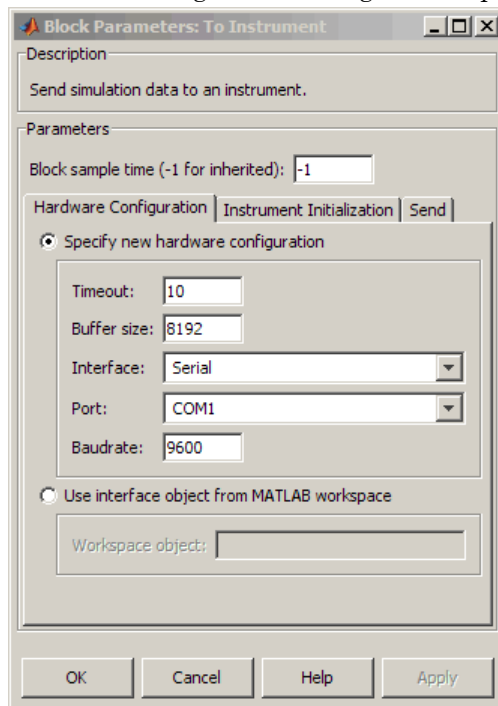 Block Parameters: To Instrument
Description
Send simulation data to an instrument.
Parameters
Block sample time (-1 for inherited): -1
Hardware Configuration Instrument Initialization Send
Specify new hardware configuration
Timeout: 10
Buffer size: 8192
Interface: Serial
Port: COM1
Baudrate: 9600
Use interface object from MATLAB workspace
Workspace object:
OK Cancel Help Apply